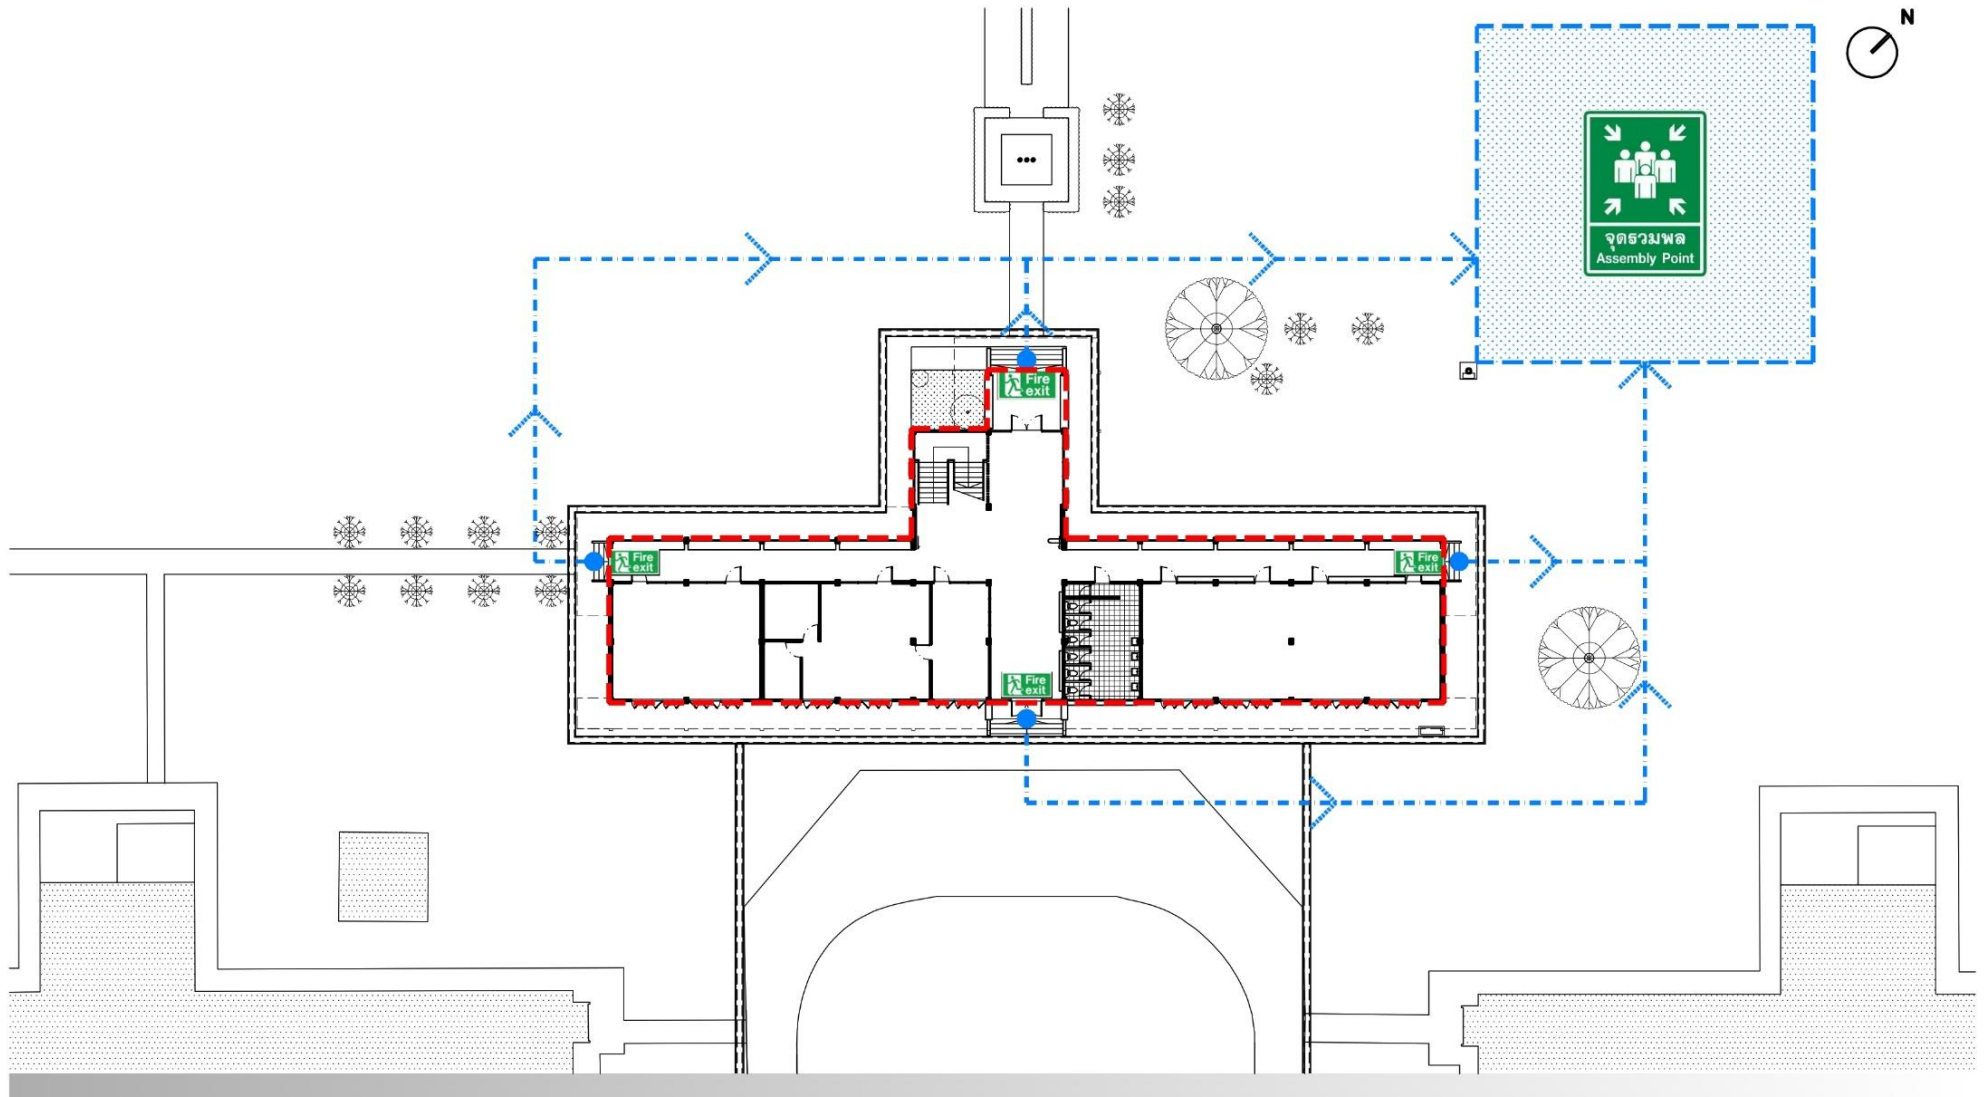 N
จุดรวมพล
Assembly Point
Fire
exit
Fire
exit
Fire
exit
Fire
exit